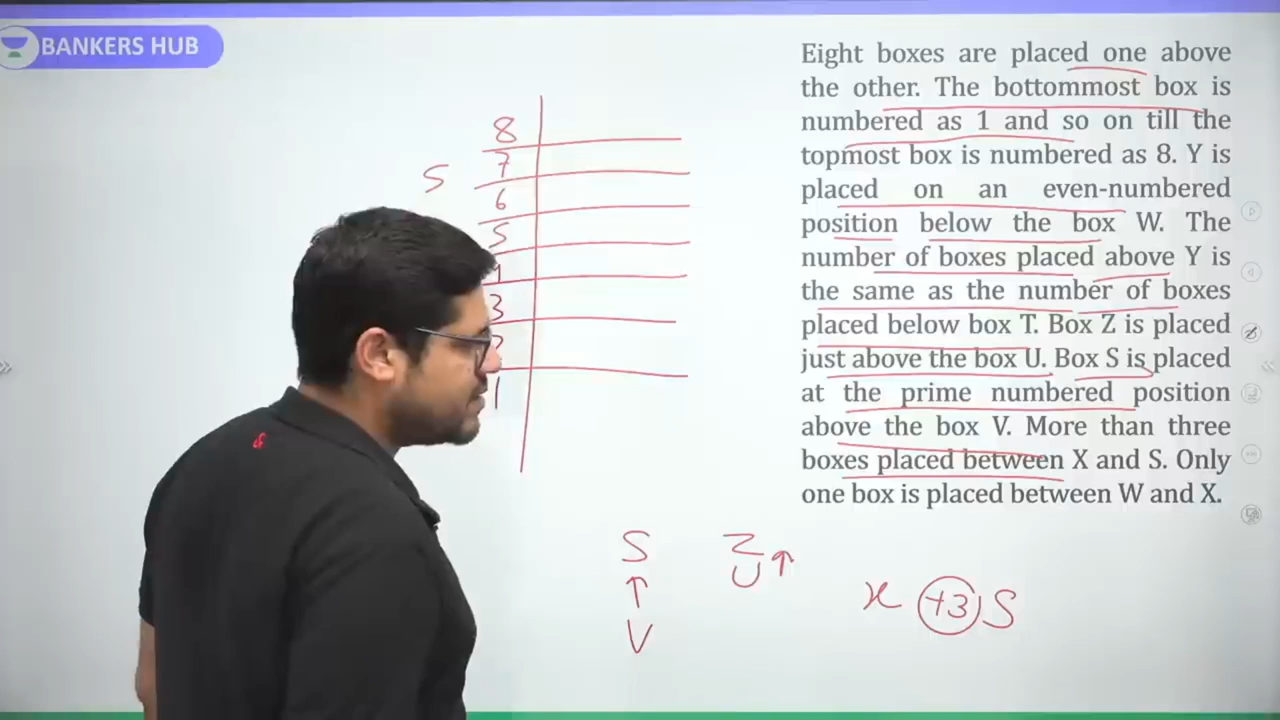 BANKERS HUB
Eight boxes are placed one above
the other. The bottommost box is
numbered as 1 and so on till the
topmost box is numbered as 8. Y is
placed on an even-numbered
position below the box W. The
number of boxes placed above Y is
the same as the number of boxes
placed below box T. Box Z is placed
just above the box U. Box S is placed
at the prime numbered position
above the box V. More than three
boxes placed between X and S. Only
one box is placed between W and X.
8
S 7
6
5
3
1
S
↑
V
Z
U ↑
x +3 S